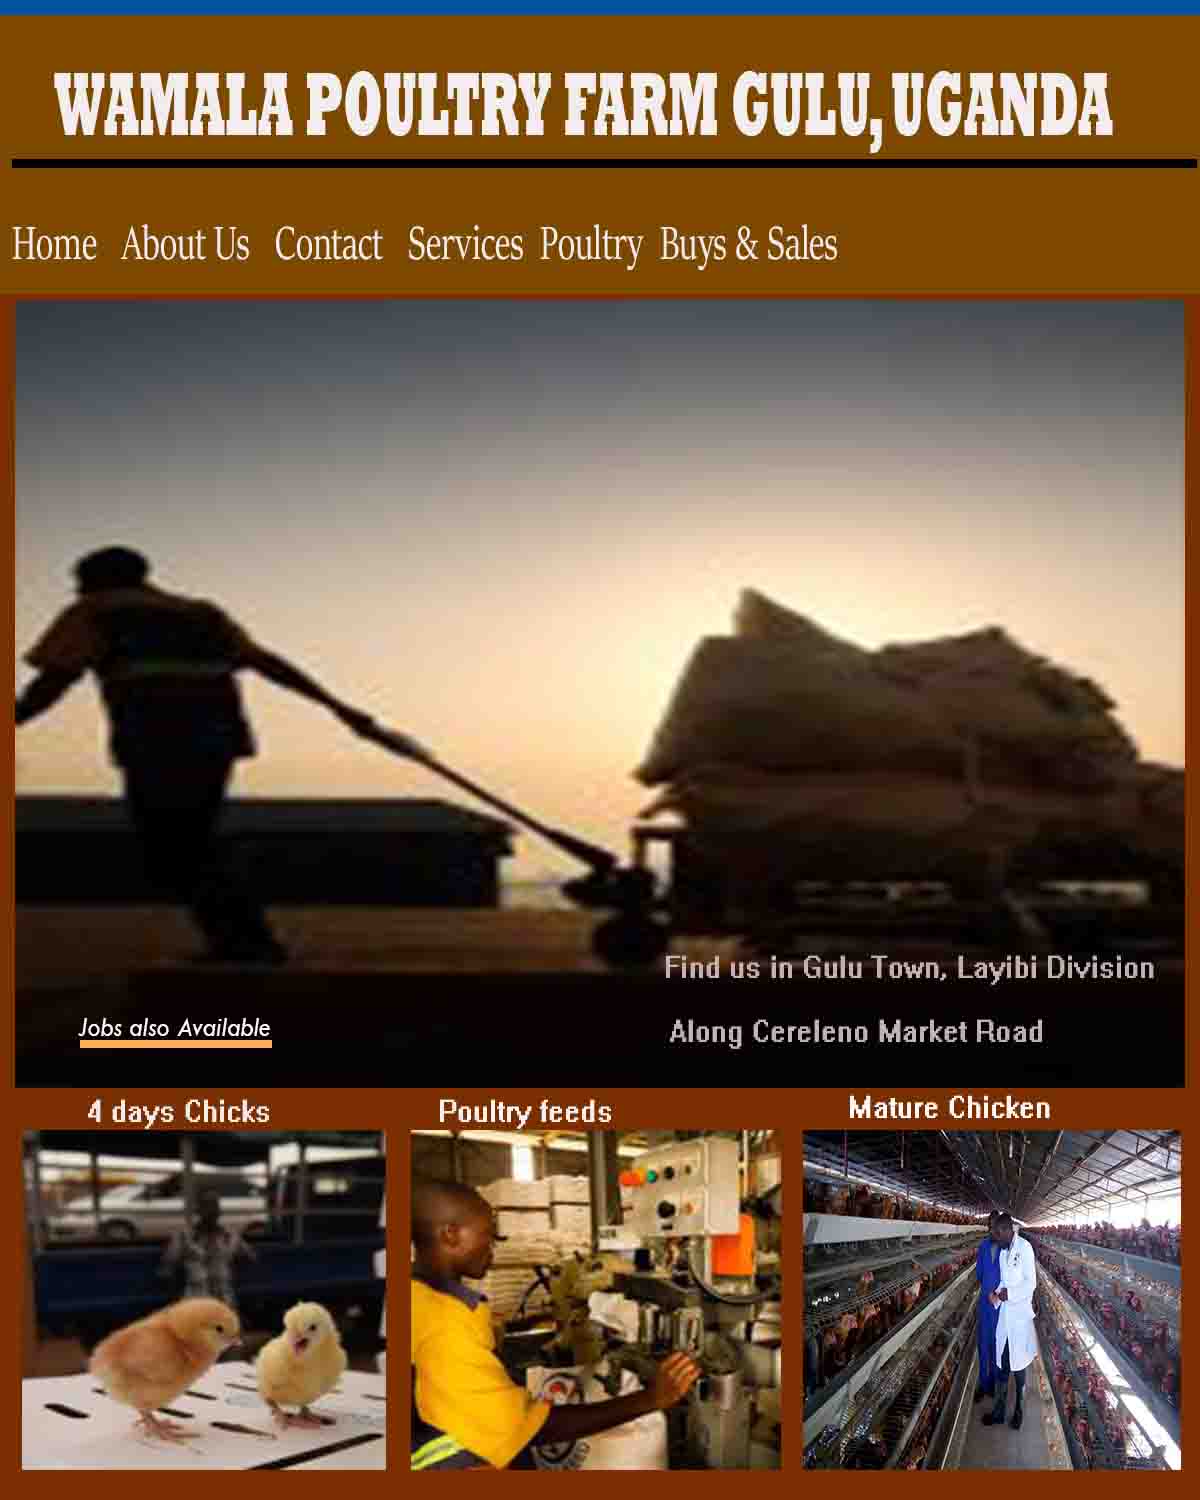 WAMALA POULTRY FARM GULU, UGANDA
Home About Us Contact Services Poultry Buys & Sales
Find us in Gulu Town, Layibi Division
Jobs also Available
Along Cereleno Market Road
4 days Chicks
Poultry feeds
Mature Chicken